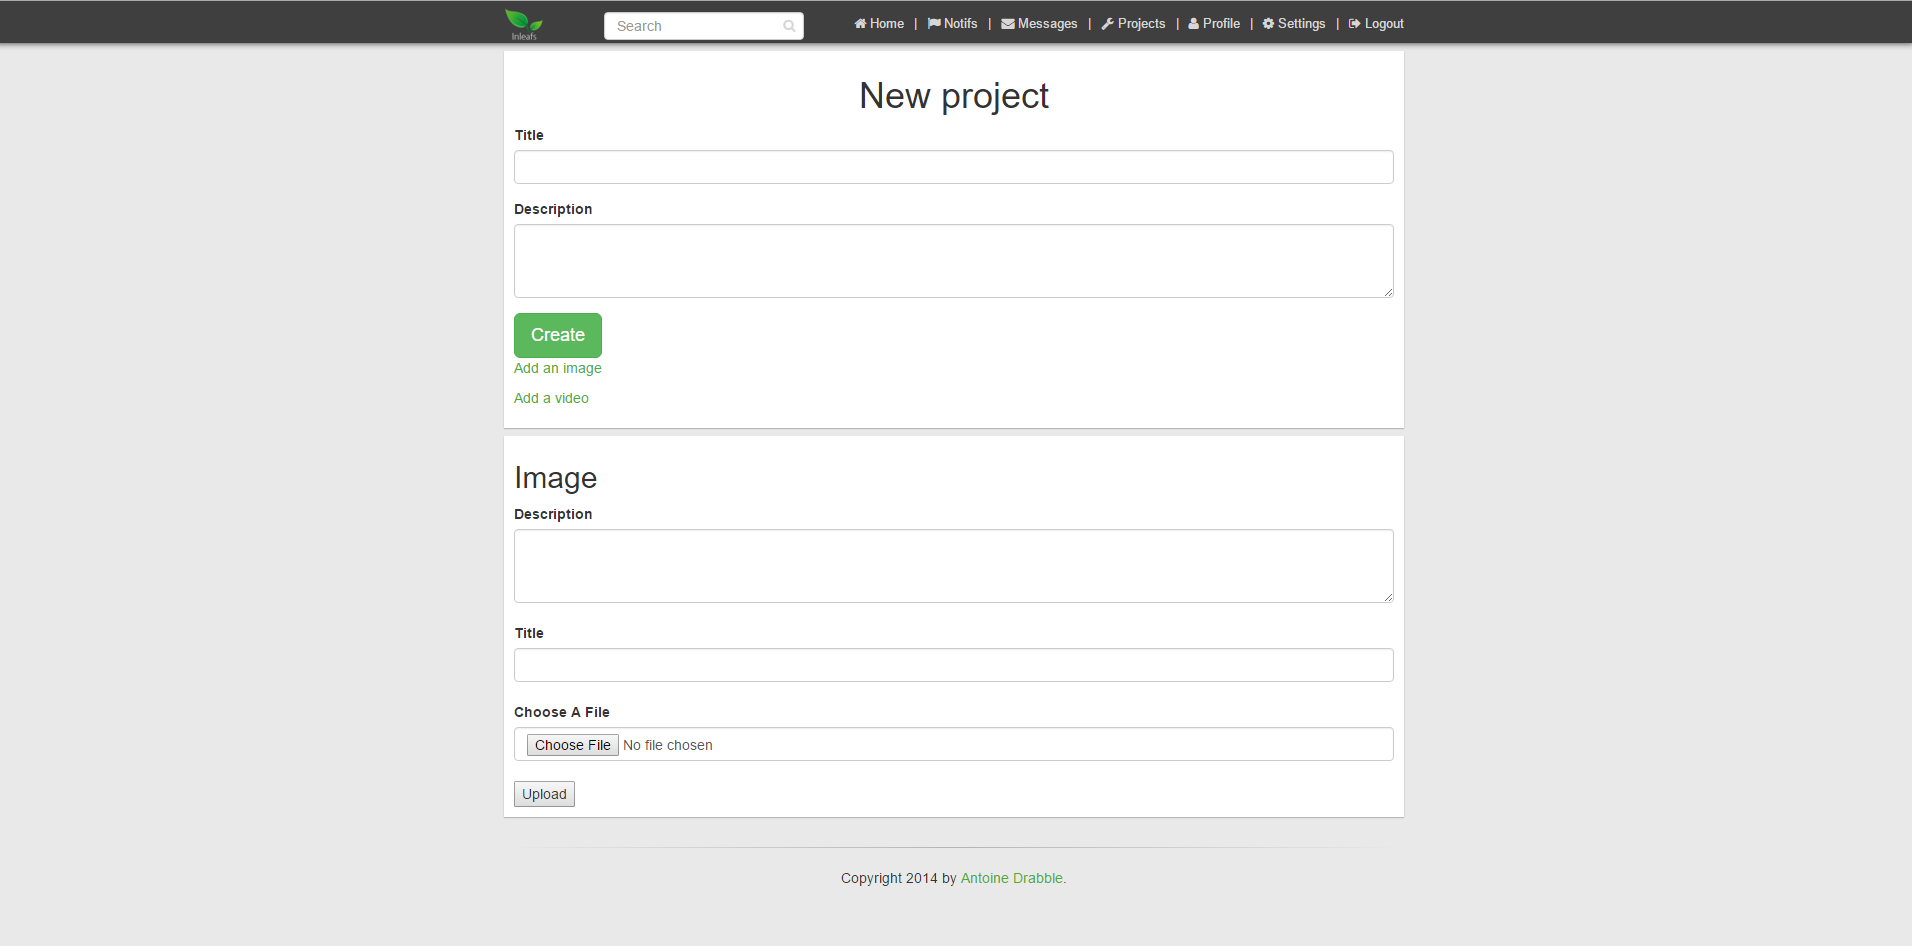 Inleafs
Search
Home | Notifs | Messages | Projects | Profile | Settings | Logout
New project
Title
Description
Create
Add an image
Add a video
Image
Description
Title
Choose A File
Choose File No file chosen
Upload
Copyright 2014 by Antoine Drabble.